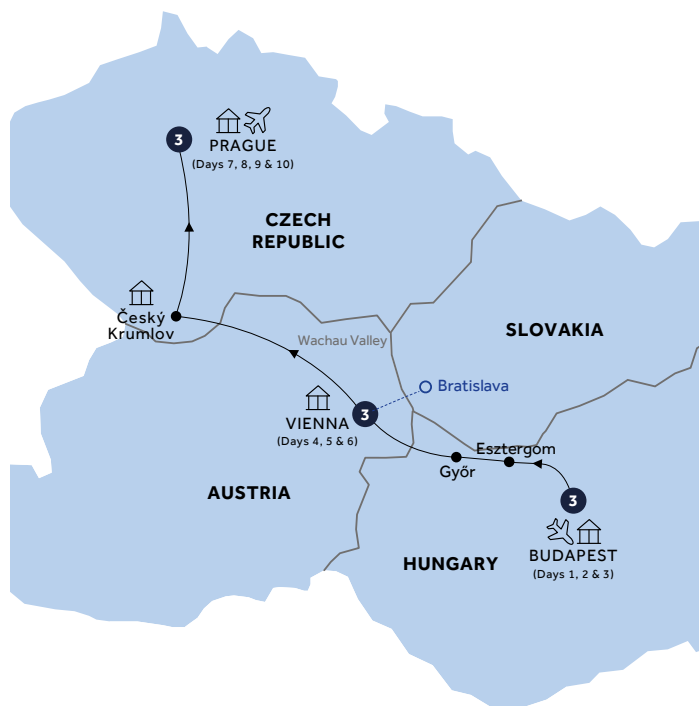 3
PRAGUE
(Days 7, 8, 9 & 10)
CZECH
REPUBLIC
Český
Krumlov
Wachau Valley
SLOVAKIA
Bratislava
3
VIENNA
(Days 4, 5 & 6)
Esztergom
Győr
AUSTRIA
3
BUDAPEST
(Days 1, 2 & 3)
HUNGARY